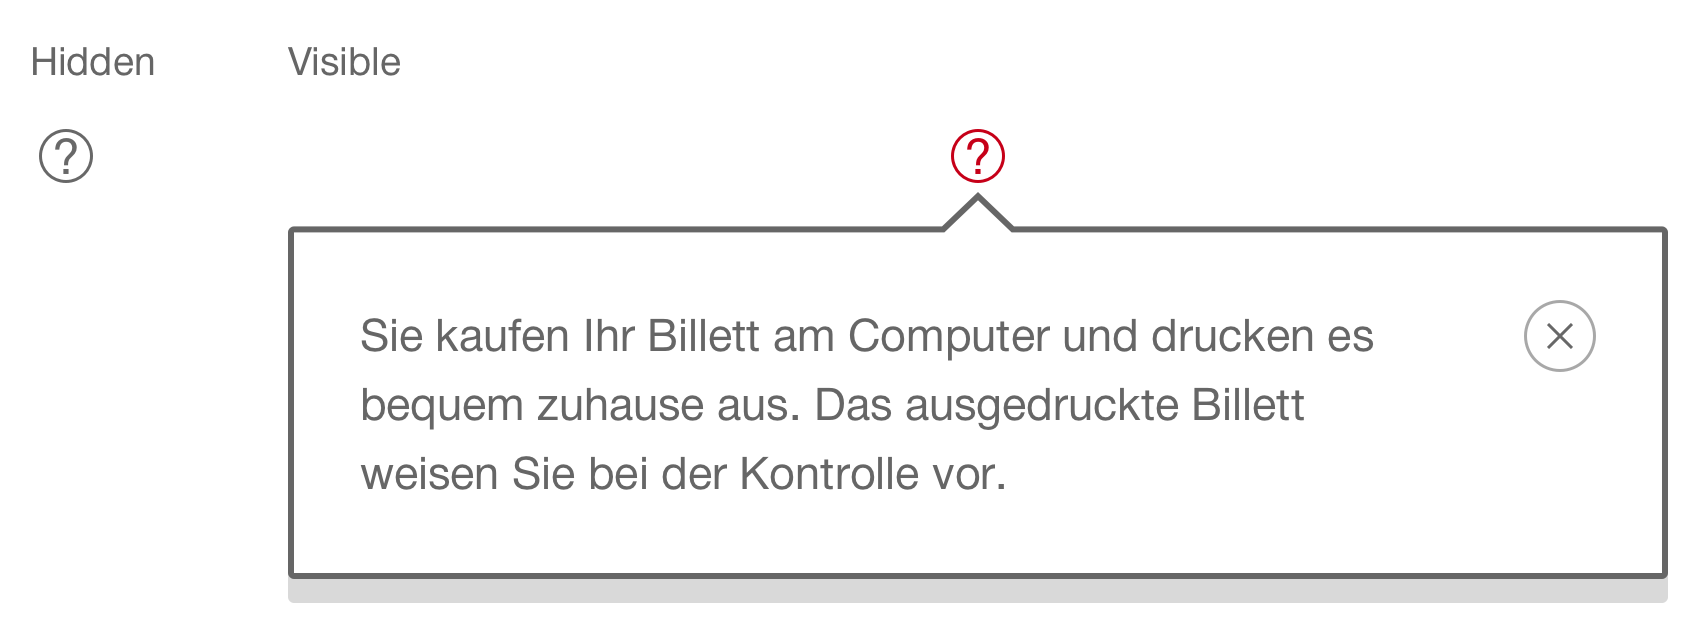 Hidden Visible
? ?
Sie kaufen Ihr Billett am Computer und drucken es
bequem zuhause aus. Das ausgedruckte Billett
weisen Sie bei der Kontrolle vor.